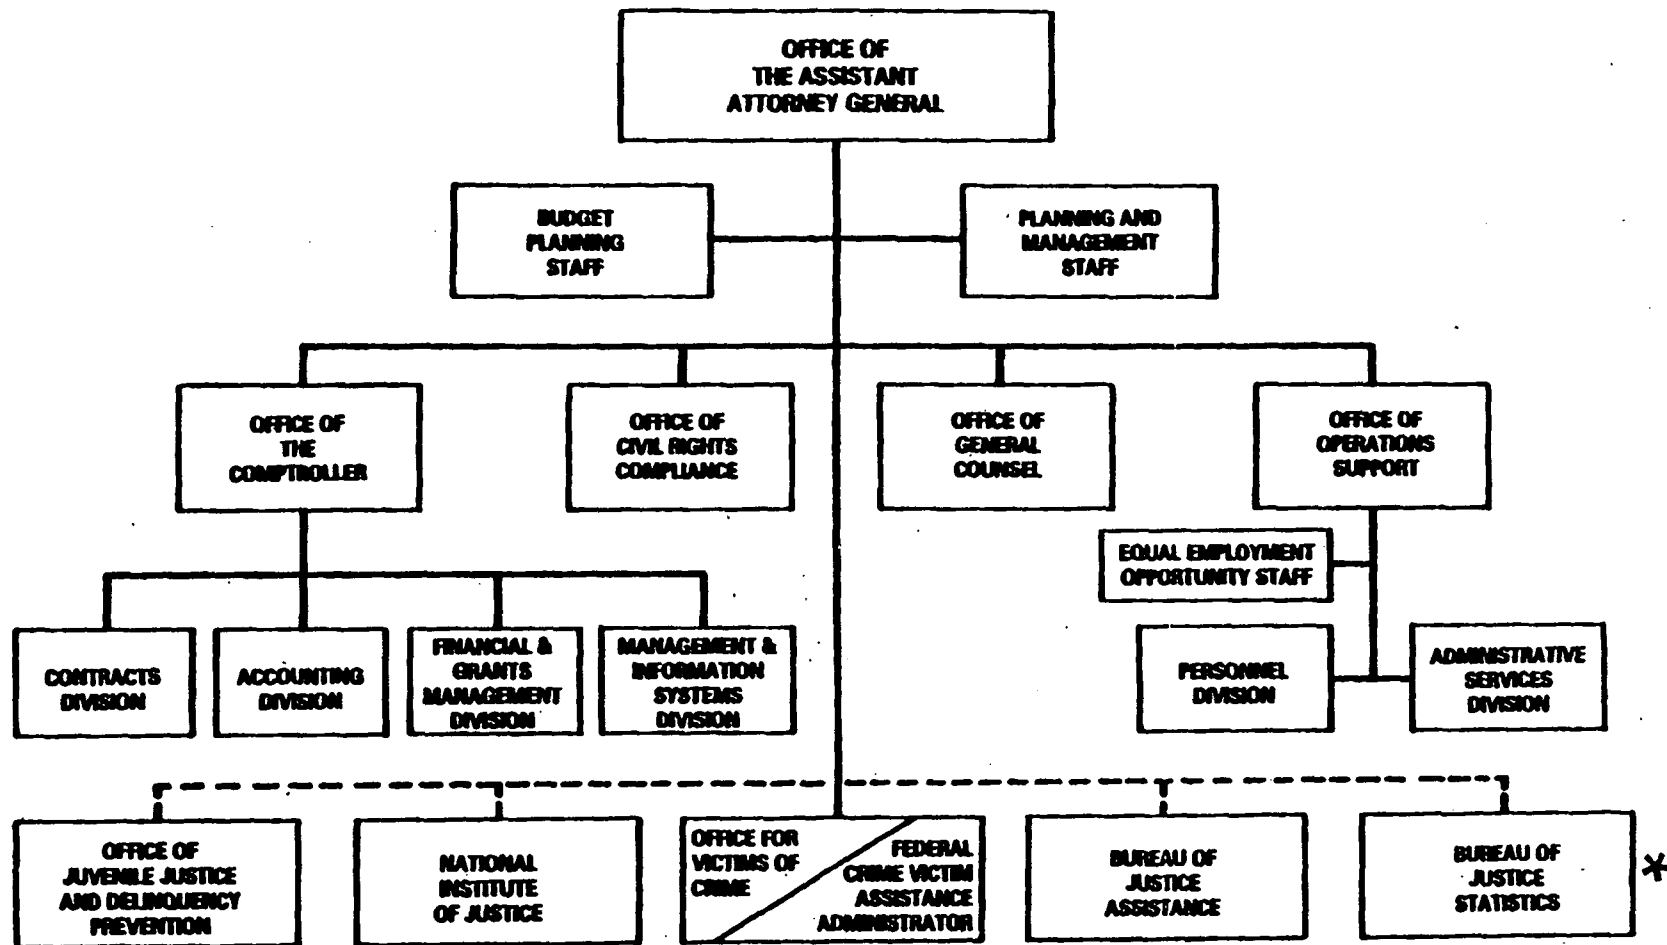 OFFICE OF
THE ASSISTANT
ATTORNEY GENERAL
BUDGET
PLANNING
STAFF
PLANNING AND
MANAGEMENT
STAFF
OFFICE OF
THE
COMPTROLLER
OFFICE OF
CIVIL RIGHTS
COMPLIANCE
OFFICE OF
GENERAL
COUNSEL
OFFICE OF
OPERATIONS
SUPPORT
EQUAL EMPLOYMENT
OPPORTUNITY STAFF
CONTRACTS
DIVISION
ACCOUNTING
DIVISION
FINANCIAL &
GRANTS
MANAGEMENT
DIVISION
MANAGEMENT &
INFORMATION
SYSTEMS
DIVISION
PERSONNEL
DIVISION
ADMINISTRATIVE
SERVICES
DIVISION
OFFICE OF
JUVENILE JUSTICE
AND DELINQUENCY
PREVENTION
NATIONAL
INSTITUTE
OF JUSTICE
OFFICE FOR
VICTIMS OF
CRIME
FEDERAL
CRIME VICTIM
ASSISTANCE
ADMINISTRATOR
BUREAU OF
JUSTICE
ASSISTANCE
BUREAU OF
JUSTICE
STATISTICS
*